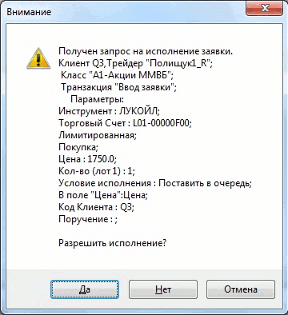 Внимание
Получен запрос на исполнение заявки.
Клиент Q3,Трейдер "Полищук1_R";
Класс "А1-Акции ММВБ";
Транзакция "Ввод заявки";
Параметры:
Инструмент : ЛУКОЙЛ;
Торговый Счет : L01-00000F00;
Лимитированная;
Покупка;
Цена : 1750.0;
Кол-во (лот 1) : 1;
Условие исполнения : Поставить в очередь;
В поле "Цена":Цена;
Код Клиента : Q3;
Поручение : ;
Разрешить исполнение?
Да Нет Отмена